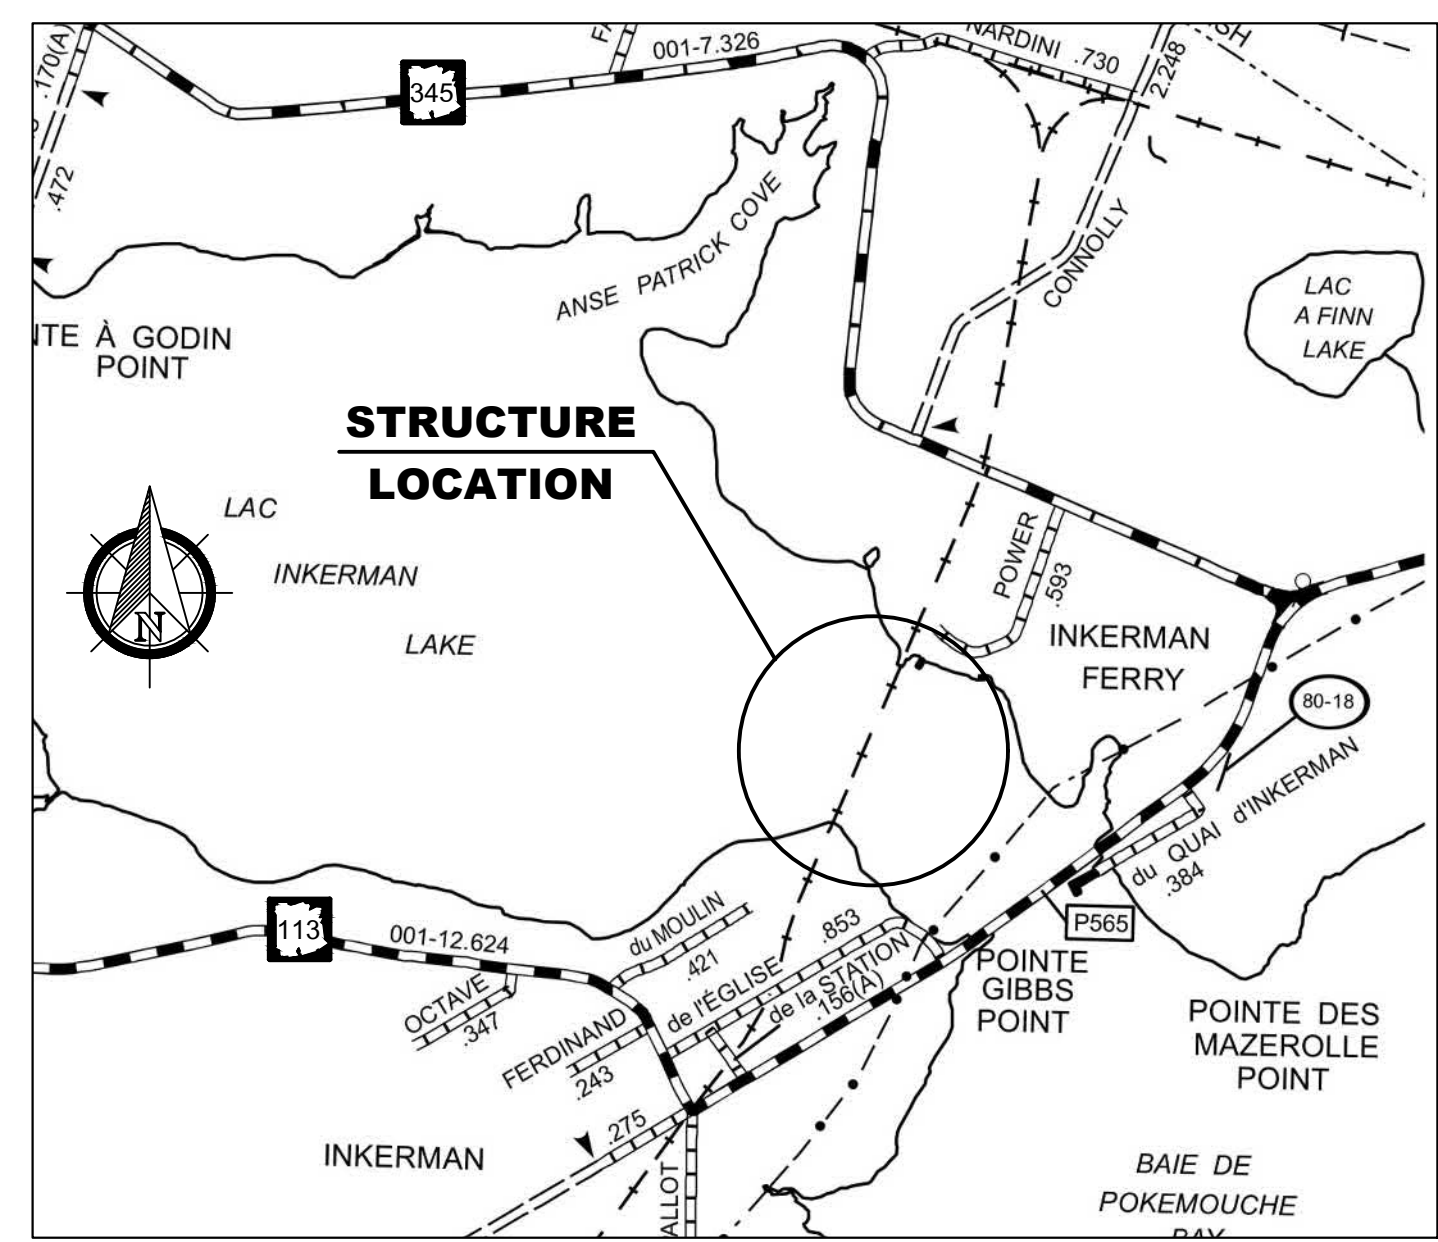 .170(A)
.472
345
001-7.326
NARDINI .730
2.248
CONNOLLY
ANSE PATRICK COVE
LAC
A FINN
LAKE
NTE À GODIN
POINT
STRUCTURE
LOCATION
LAC
INKERMAN
LAKE
N
POWER
.593
INKERMAN
FERRY
80-18
du QUAI d'INKERMAN
.384
P565
113
001-12.624
du MOULIN
.421
OCTAVE
.347
FERDINAND
.243
de l'ÉGLISE
.853
de la STATION
.156(A)
POINTE
GIBBS
POINT
POINTE DES
MAZEROLLE
POINT
.275
INKERMAN
ALLOT
BAIE DE
POKEMOUCHE
BAY